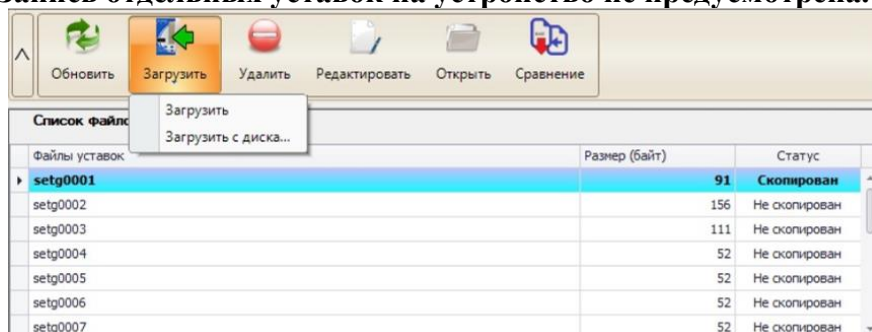 Запись отдельных уставок на устройство не предусмотрена.
Обновить Загрузить Удалить Редактировать Открыть Сравнение
Загрузить
Загрузить с диска...
Список файло
Файлы уставок Размер (байт) Статус
setg0001 91 Скопирован
setg0002 156 Не скопирован
setg0003 111 Не скопирован
setg0004 52 Не скопирован
setg0005 52 Не скопирован
setg0006 52 Не скопирован
setg0007 52 Не скопирован